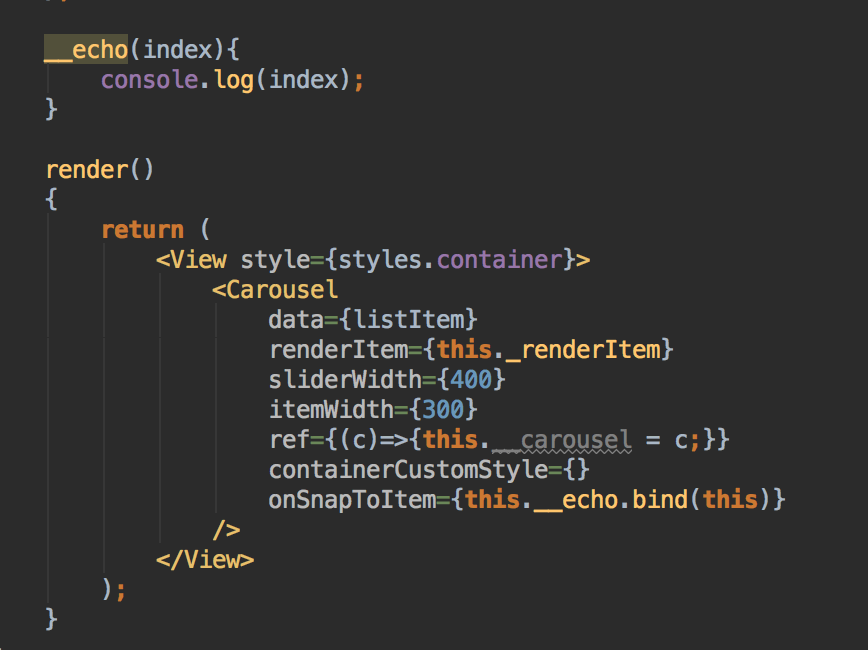 __echo(index){
    console.log(index);
}
render()
{
    return (
        <View style={styles.container}>
            <Carousel
                data={listItem}
                renderItem={this._renderItem}
                sliderWidth={400}
                itemWidth={300}
                ref={(c)=>{this.__carousel = c;}}
                containerCustomStyle={}
                onSnapToItem={this.__echo.bind(this)}
            />
        </View>
    );
}